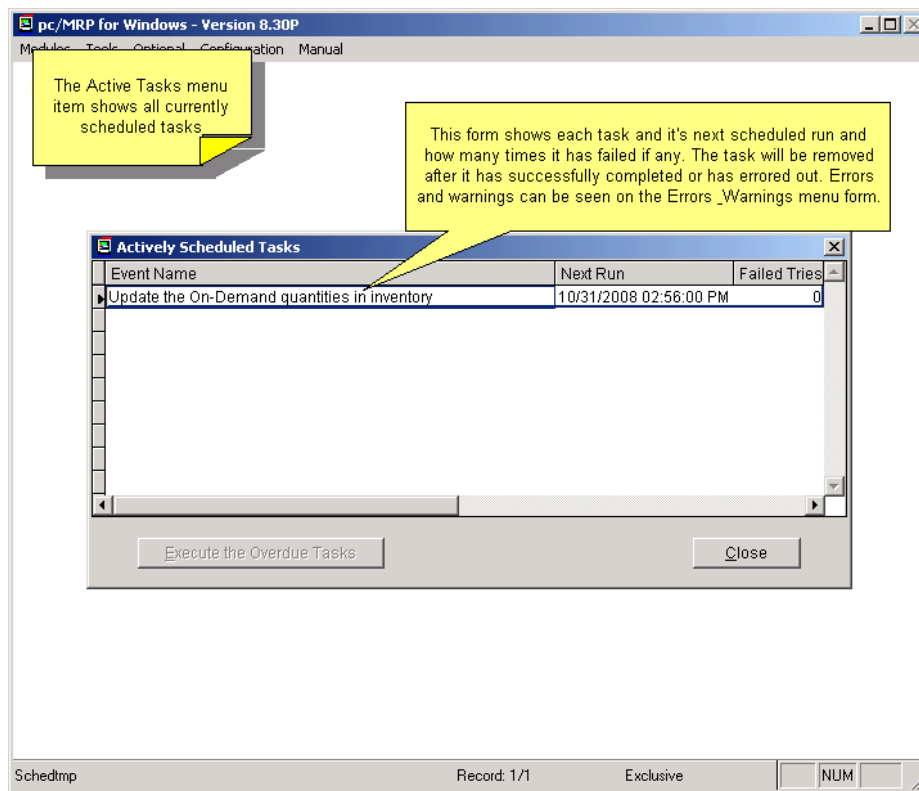 pc/MRP for Windows - Version 8.30P
Modules Tools Optional Configuration Manual
The Active Tasks menu
item shows all currently
scheduled tasks
This form shows each task and it's next scheduled run and
how many times it has failed if any. The task will be removed
after it has successfully completed or has errored out. Errors
and warnings can be seen on the Errors _Warnings menu form.
Actively Scheduled Tasks
Event Name Next Run Failed Tries
Update the On-Demand quantities in inventory 10/31/2008 02:56:00 PM 0
Execute the Overdue Tasks Close
Schedtmp Record: 1/1 Exclusive NUM